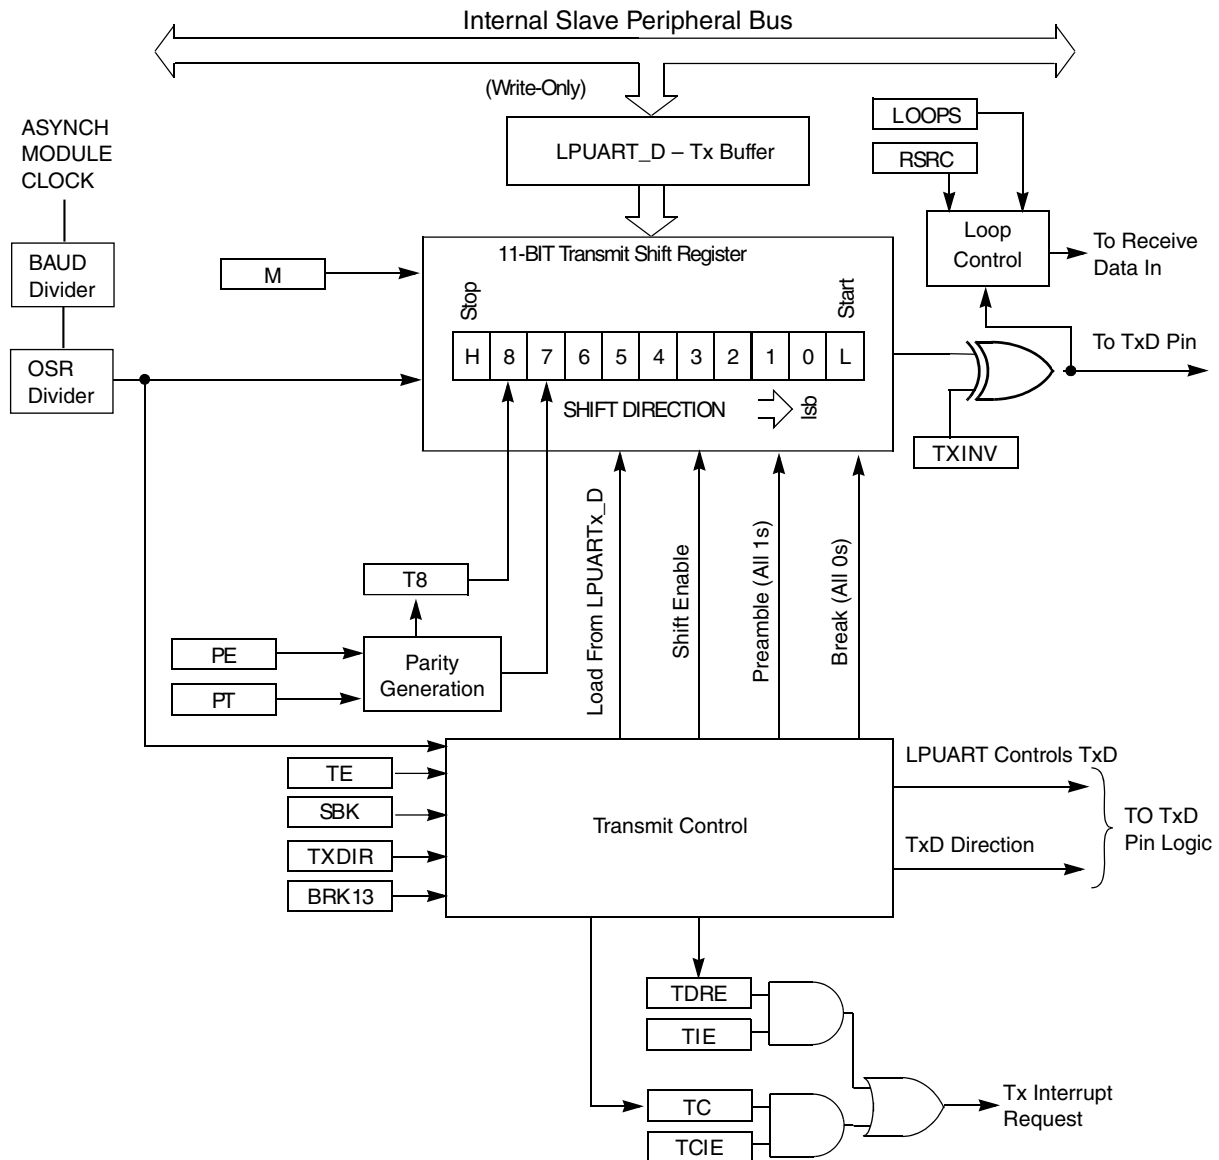 Internal Slave Peripheral Bus
(Write-Only)
LPUART_D – Tx Buffer
LOOPS
RSRC
Loop
Control
To Receive
Data In
ASYNCH
MODULE
CLOCK
BAUD
Divider
OSR
Divider
M
11-BIT Transmit Shift Register
Stop
Start
H 8 7 6 5 4 3 2 1 0 L
SHIFT DIRECTION
lsb
To TxD Pin
TXINV
T8
PE
PT
Parity
Generation
Load From LPUARTx_D
Shift Enable
Preamble (All 1s)
Break (All 0s)
TE
SBK
TXDIR
BRK13
Transmit Control
LPUART Controls TxD
TxD Direction
TO TxD
Pin Logic
TDRE
TIE
TC
TCIE
Tx Interrupt
Request